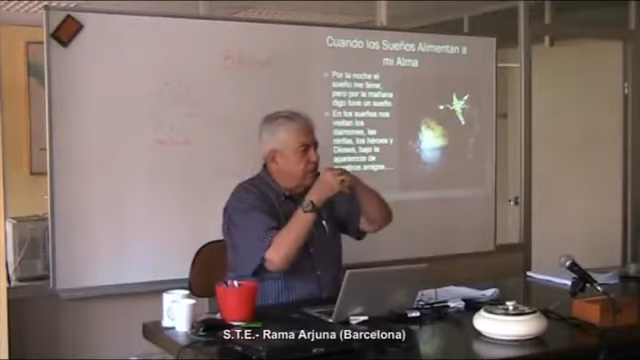 Cuando los Sueños Alimentan a
mi Alma
Por la noche el
sueño me tiene,
pero por la mañana
digo tuve un sueño
En los sueños nos
visitan los
daimones, las
ninfas, los héroes y
Dioses, bajo la
apariencia de
amigos
S.T.E.- Rama Arjuna (Barcelona)